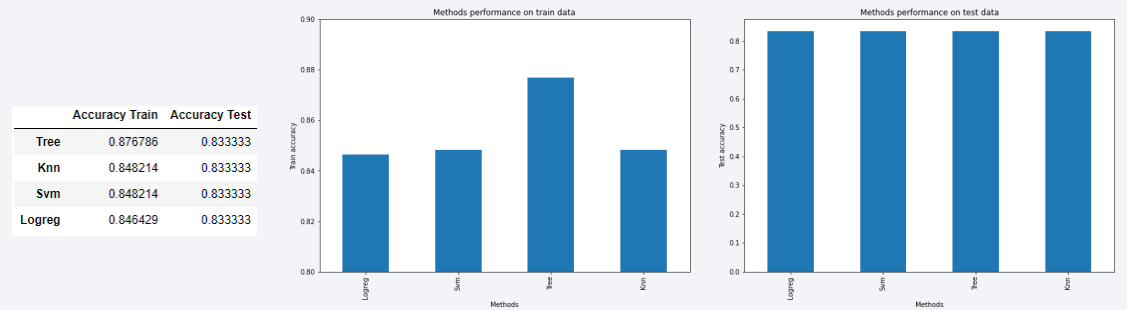 Accuracy Train Accuracy Test
Tree 0.876786 0.833333
Knn 0.848214 0.833333
Svm 0.848214 0.833333
Logreg 0.846429 0.833333
Methods performance on train data
0.90
0.88
0.86
0.84
0.82
0.80
Train accuracy
Logreg Svm Tree Knn
Methods
Methods performance on test data
0.8
0.7
0.6
0.5
0.4
0.3
0.2
0.1
0.0
Test accuracy
Logreg Svm Tree Knn
Methods